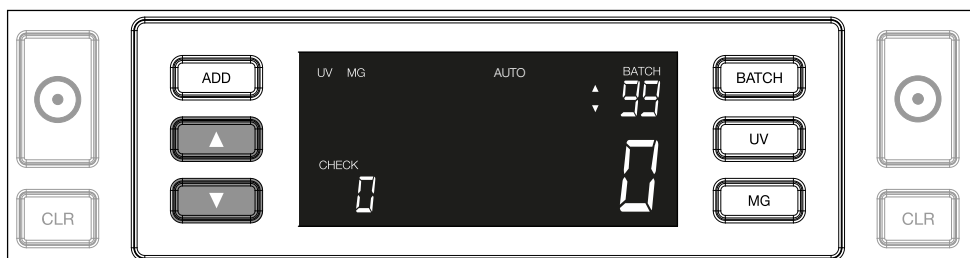 ADD
UV MG AUTO BATCH
99
CHECK
0
0
BATCH
UV
MG
CLR
CLR